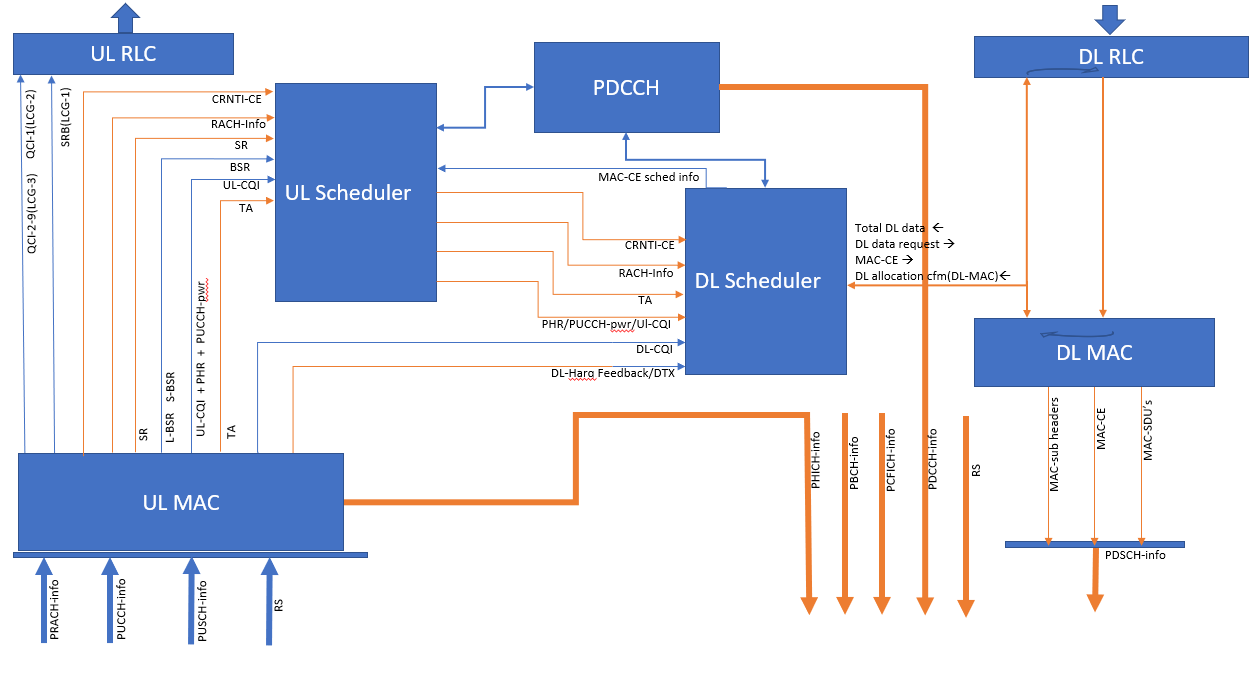 UL RLC
DL RLC
PDCCH
QCI-1(LCG-2)
QCI-2-9(LCG-3)
SRB(LCG-1)
CRNTI-CE
RACH-Info
SR
BSR
UL-CQI
TA
UL Scheduler
MAC-CE sched info
CRNTI-CE
RACH-Info
TA
PHR/PUCCH-pwr/Ul-CQI
DL-CQI
DL-Harq Feedback/DTX
DL Scheduler
Total DL data ←
DL data request →
MAC-CE →
DL allocation cfm(DL-MAC)←
DL MAC
SR
L-BSR S-BSR
UL-CQI + PHR + PUCCH-pwr
TA
UL MAC
PHICH-info
PBCH-info
PCFICH-info
PDCCH-info
RS
MAC-sub headers
MAC-CE
MAC-SDU's
PDSCH-info
PRACH-info
PUCCH-info
PUSCH-info
RS